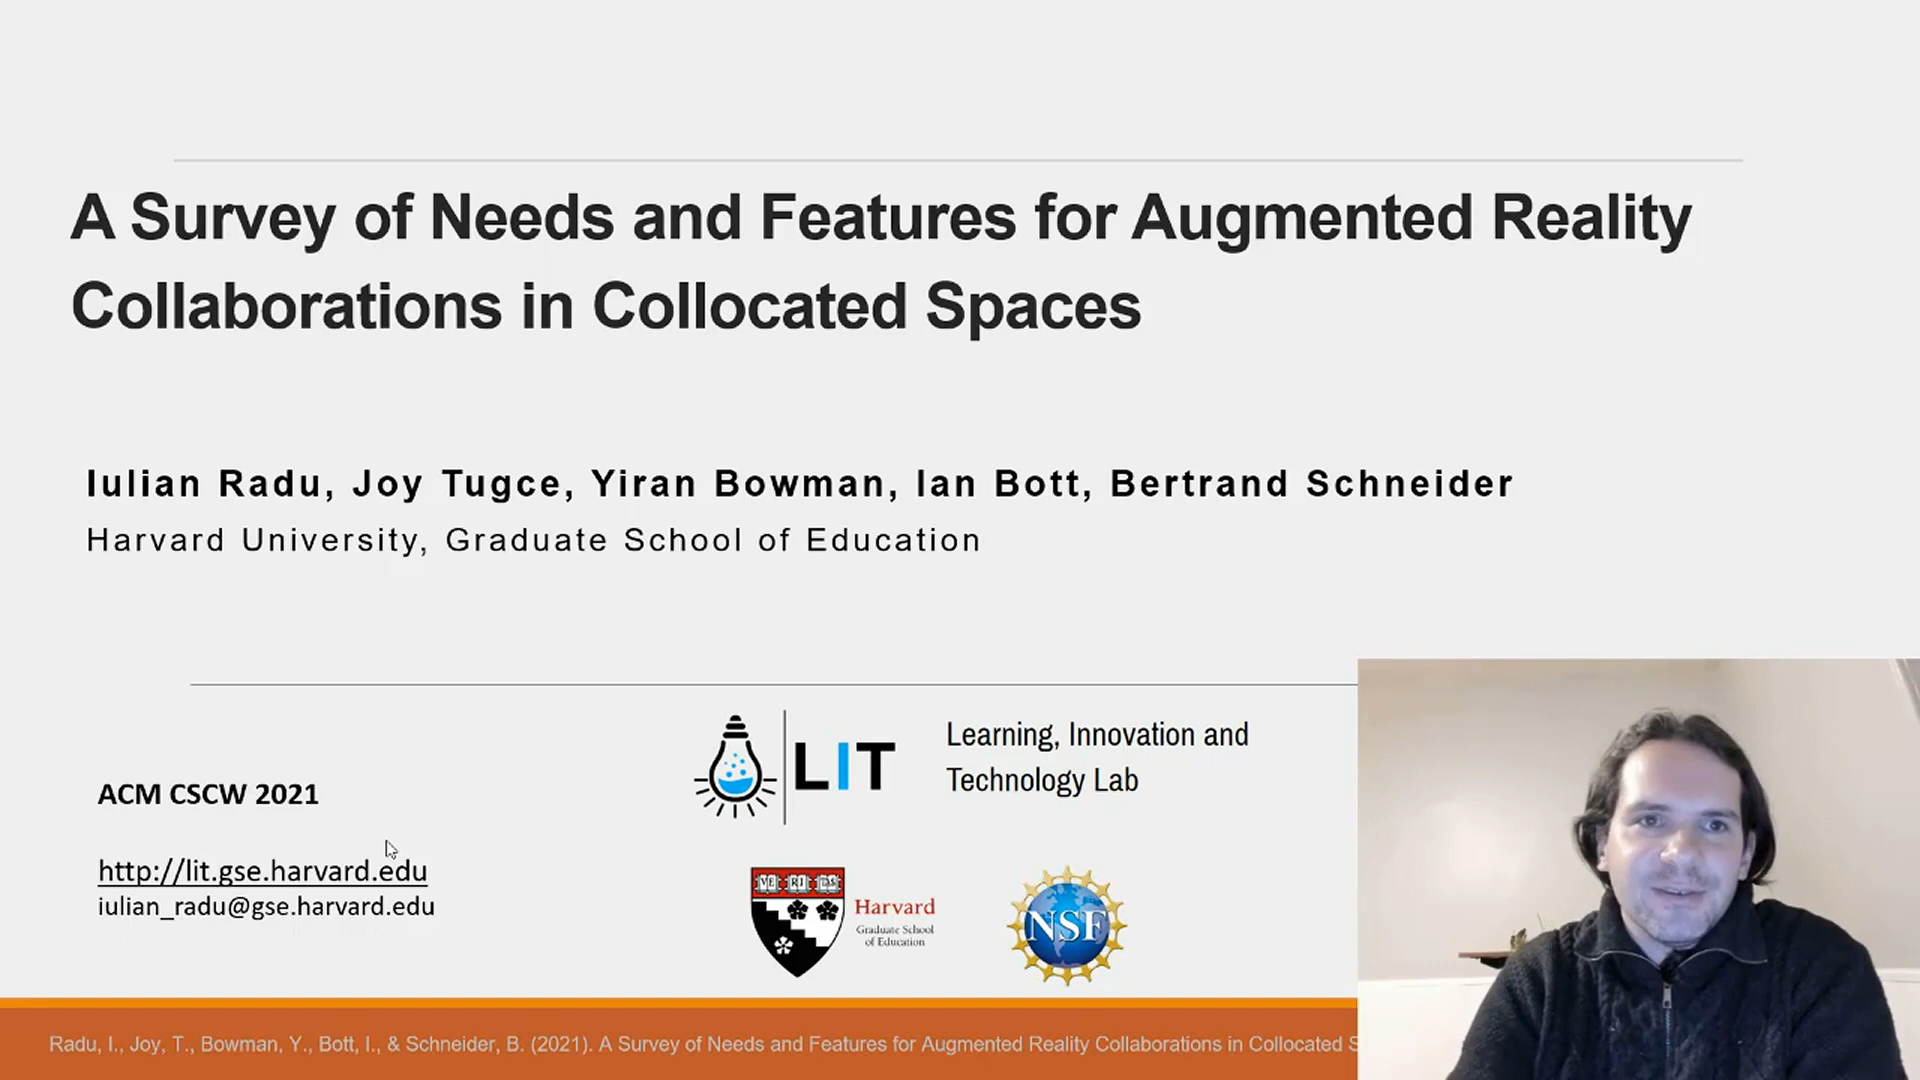 A Survey of Needs and Features for Augmented Reality
Collaborations in Collocated Spaces
Iulian Radu, Joy Tugce, Yiran Bowman, Ian Bott, Bertrand Schneider
Harvard University, Graduate School of Education
LIT
Learning, Innovation and
Technology Lab
ACM CSCW 2021
http://lit.gse.harvard.edu
iulian_radu@gse.harvard.edu
VE RI TAS
Harvard
Graduate School
of Education
NSF
Radu, I., Joy, T., Bowman, Y., Bott, I., & Schneider, B. (2021). A Survey of Needs and Features for Augmented Reality Collaborations in Collocated S